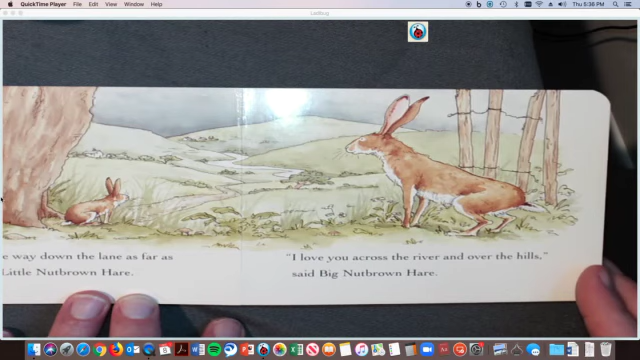 QuickTime Player File Edit View Window Help
Thu 5:36 PM
LadBug
e way down the lane as far as
Little Nutbrown Hare.
"I love you across the river and over the hills,"
said Big Nutbrown Hare.